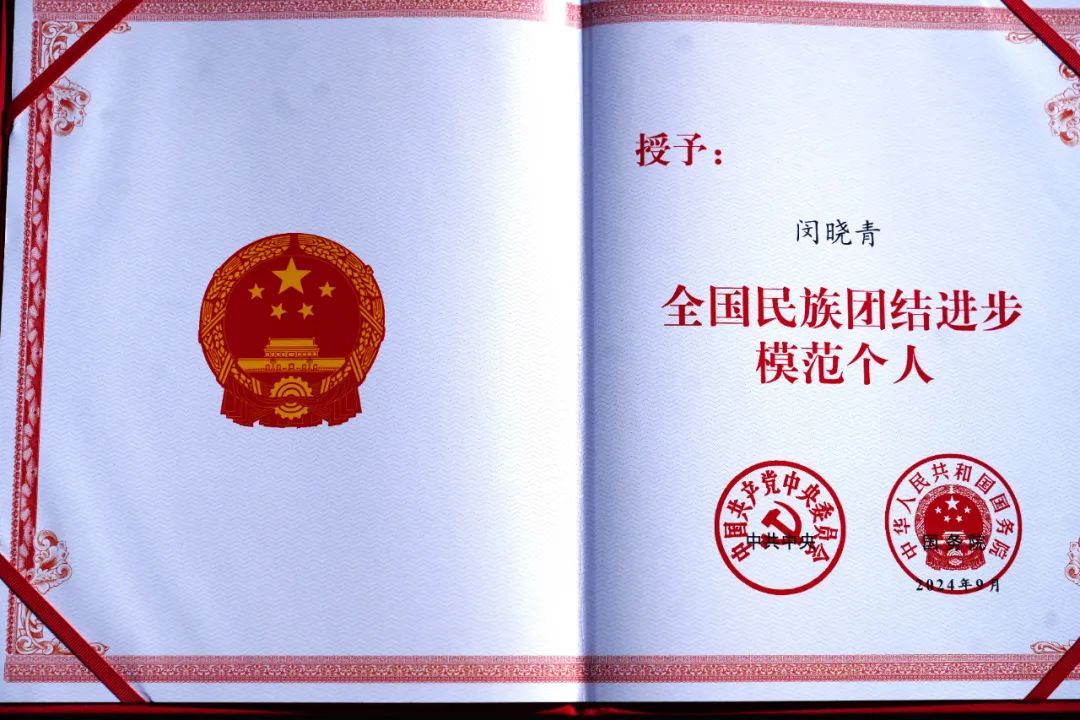 授予：
闵晓青
全国民族团结进步
模范个人
中国共产党中央委员会
中共中央
中华人民共和国国务院
国务院
2024年9月